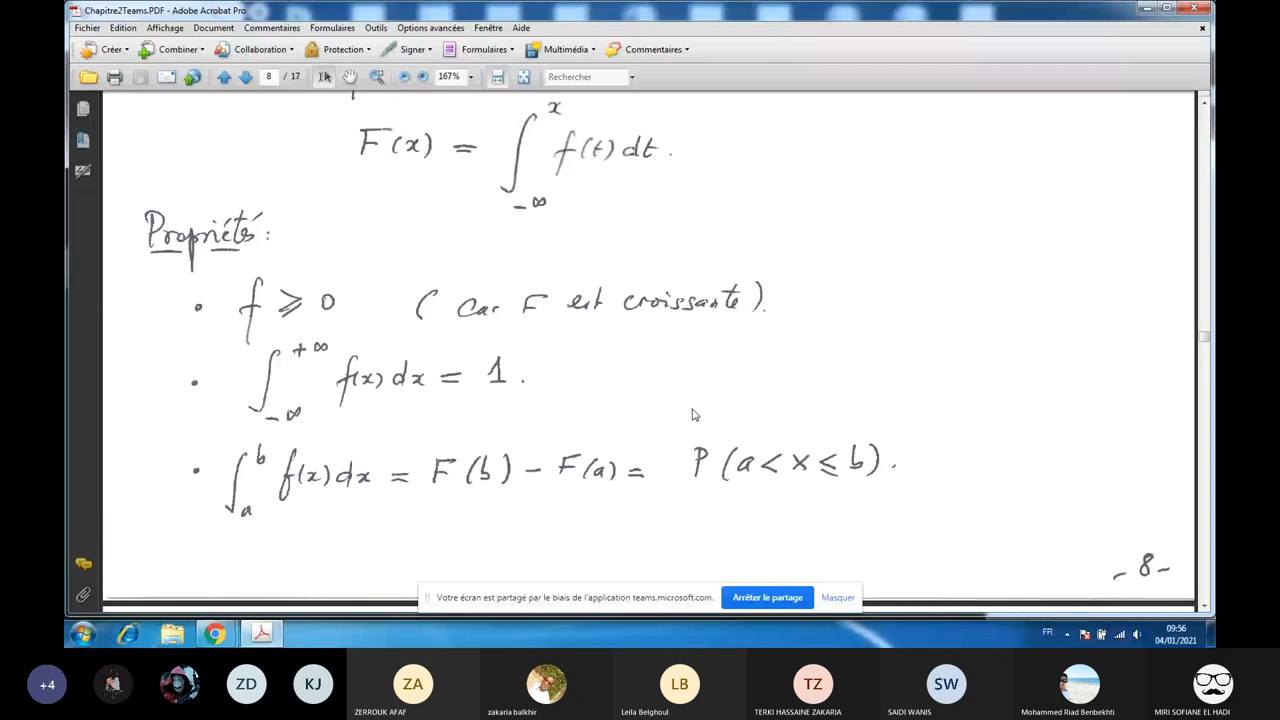 Chapitre2Teams.PDF - Adobe Acrobat Pro
Fichier Edition Affichage Document Commentaires Formulaires Outils Options avancées Fenêtre Aide
Créer Combiner Collaboration Protection Signer Formulaires Multimédia Commentaires
8 / 17 167% Rechercher
F(x) = ∫_{-∞}^{x} f(t) dt.
Propriétés :
• f ⩾ 0 ( car F est croissante ).
• ∫_{-∞}^{+∞} f(x) dx = 1.
• ∫_{a}^{b} f(x) dx = F(b) - F(a) = P(a < X ⩽ b).
- 8 -
Votre écran est partagé par le biais de l'application teams.microsoft.com. Arrêter le partage Masquer
FR 09:56
04/01/2021
+4 ZD KJ ZA LB TZ SW
ZERROUK AFAF zakaria balkhir Leila Belghoul TERKI HASSAINE ZAKARIA SAIDI WANIS Mohammed Riad Benbekhti MIRI SOFIANE EL HADI